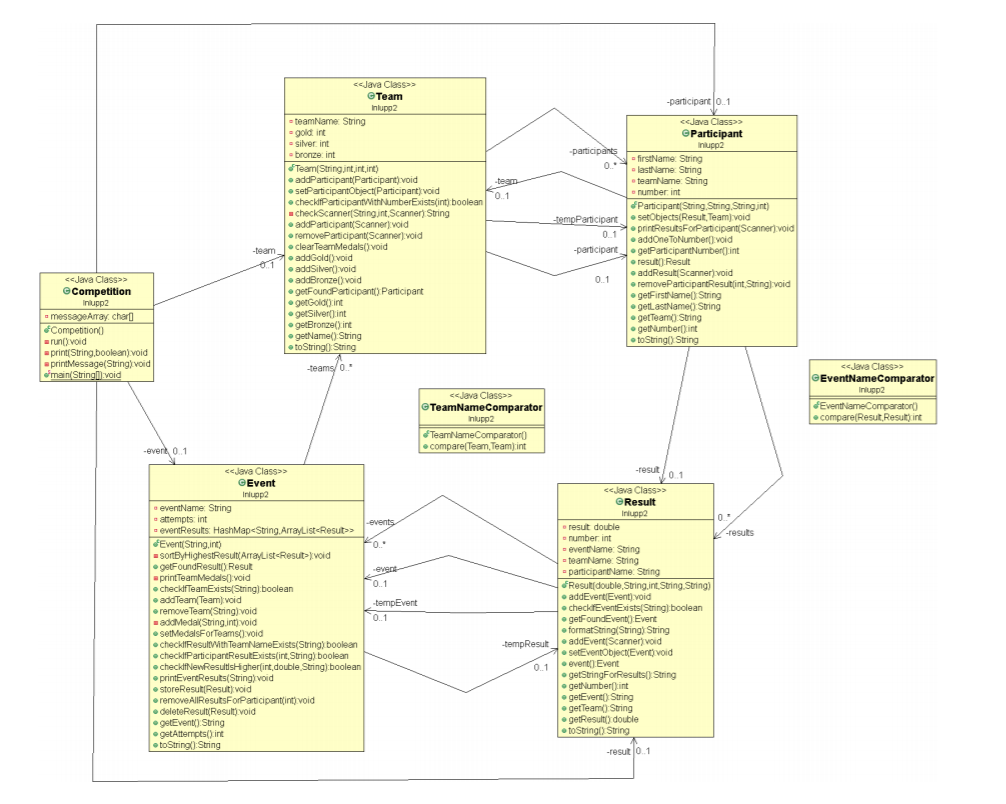 -participant 0..1
<<Java Class>>
Team
Inlupp2
teamName: String
gold: int
silver: int
bronze: int
Team(String,int,int,int)
addParticipant(Participant):void
setParticipantObject(Participant):void
checkIfParticipantWithNumberExists(int):boolean
checkScanner(String,int,Scanner):String
addParticipant(Scanner):void
removeParticipant(Scanner):void
clearTeamMedals():void
addGold():void
addSilver():void
addBronze():void
getFoundParticipant():Participant
getGold():int
getSilver():int
getBronze():int
getName():String
toString():String
-participants
0..*
-team
0..1
-tempParticipant
0..1
-participant
0..1
<<Java Class>>
Participant
Inlupp2
firstName: String
lastName: String
teamName: String
number: int
Participant(String,String,String,int)
setObjects(Result,Team):void
printResultsForParticipant(Scanner):void
addOneToNumber():void
getParticipantNumber():int
result():Result
addResult(Scanner):void
removeParticipantResult(int,String):void
getFirstName():String
getLastName():String
getTeam():String
getNumber():int
toString():String
-team
0..1
<<Java Class>>
Competition
Inlupp2
messageArray: char[]
Competition()
run():void
print(String,boolean):void
printMessage(String):void
main(String[]):void
-teams 0..*
<<Java Class>>
TeamNameComparator
Inlupp2
TeamNameComparator()
compare(Team,Team):int
<<Java Class>>
EventNameComparator
Inlupp2
EventNameComparator()
compare(Result,Result):int
-event 0..1
<<Java Class>>
Event
Inlupp2
eventName: String
attempts: int
eventResults: HashMap<String,ArrayList<Result>>
Event(String,int)
sortByHighestResult(ArrayList<Result>):void
getFoundResult():Result
printTeamMedals():void
checkIfTeamExists(String):boolean
addTeam(Team):void
removeTeam(String):void
addMedal(String,int):void
setMedalsForTeams():void
checkIfResultWithTeamNameExists(String):boolean
checkIfParticipantResultExists(int,String):boolean
checkIfNewResultIsHigher(int,double,String):boolean
printEventResults(String):void
storeResult(Result):void
removeAllResultsForParticipant(int):void
deleteResult(Result):void
getEvent():String
getAttempts():int
toString():String
-events
0..*
-event
0..1
-tempEvent
0..1
-tempResult
0..1
-result
0..1
0..*
-results
<<Java Class>>
Result
Inlupp2
result: double
number: int
eventName: String
teamName: String
participantName: String
Result(double,String,int,String,String)
addEvent(Event):void
checkIfEventExists(String):boolean
getFoundEvent():Event
formatString(String):String
addEvent(Scanner):void
setEventObject(Event):void
event():Event
getStringForResults():String
getNumber():int
getEvent():String
getTeam():String
getResult():double
toString():String
-result 0..1